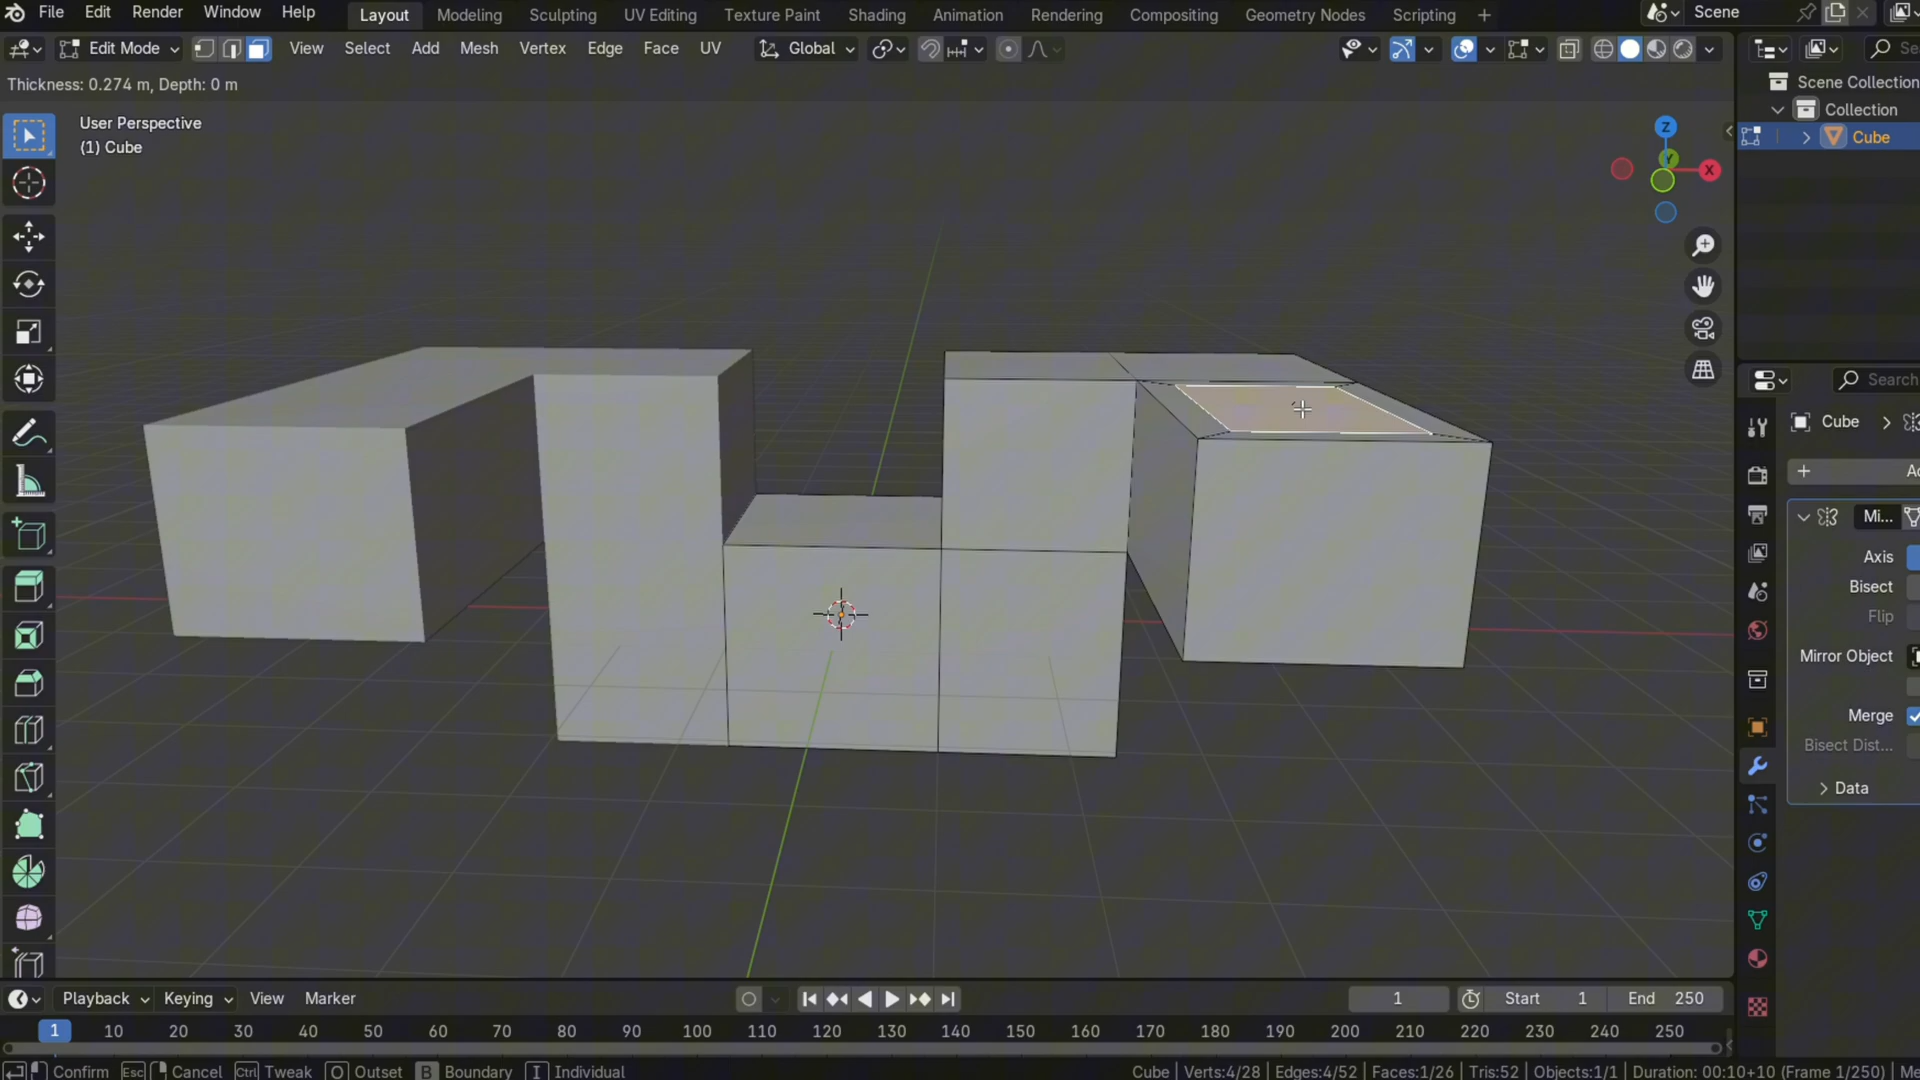 File Edit Render Window Help Layout Modeling Sculpting UV Editing Texture Paint Shading Animation Rendering Compositing Geometry Nodes Scripting + Scene
Edit Mode View Select Add Mesh Vertex Edge Face UV Global
Thickness: 0.274 m, Depth: 0 m
User Perspective
(1) Cube
Z
Y
X
Scene Collection
Collection
Cube
Search
Cube
Mi...
Axis
Bisect
Flip
Mirror Object
Merge
Bisect Dist...
Data
Playback Keying View Marker 1 Start 1 End 250
1 10 20 30 40 50 60 70 80 90 100 110 120 130 140 150 160 170 180 190 200 210 220 230 240 250
Confirm Esc Cancel Ctrl Tweak O Outset B Boundary I Individual Cube | Verts:4/28 | Edges:4/52 | Faces:1/26 | Tris:52 | Objects:1/1 | Duration: 00:10+10 (Frame 1/250) | Me